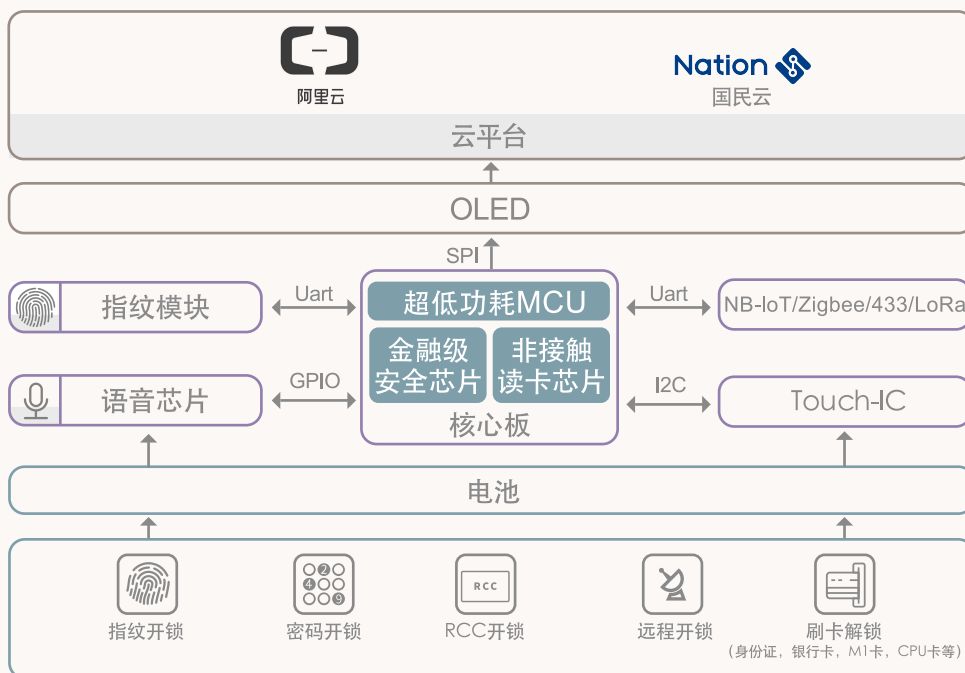 阿里云
Nation
国民云
云平台
OLED
SPI
指纹模块
Uart
超低功耗MCU
Uart
NB-IoT/Zigbee/433/LoRa
金融级
安全芯片
非接触
读卡芯片
语音芯片
GPIO
I2C
Touch-IC
核心板
电池
2
4
9
RCC
指纹开锁
密码开锁
RCC开锁
远程开锁
刷卡解锁
(身份证，银行卡，M1卡，CPU卡等)